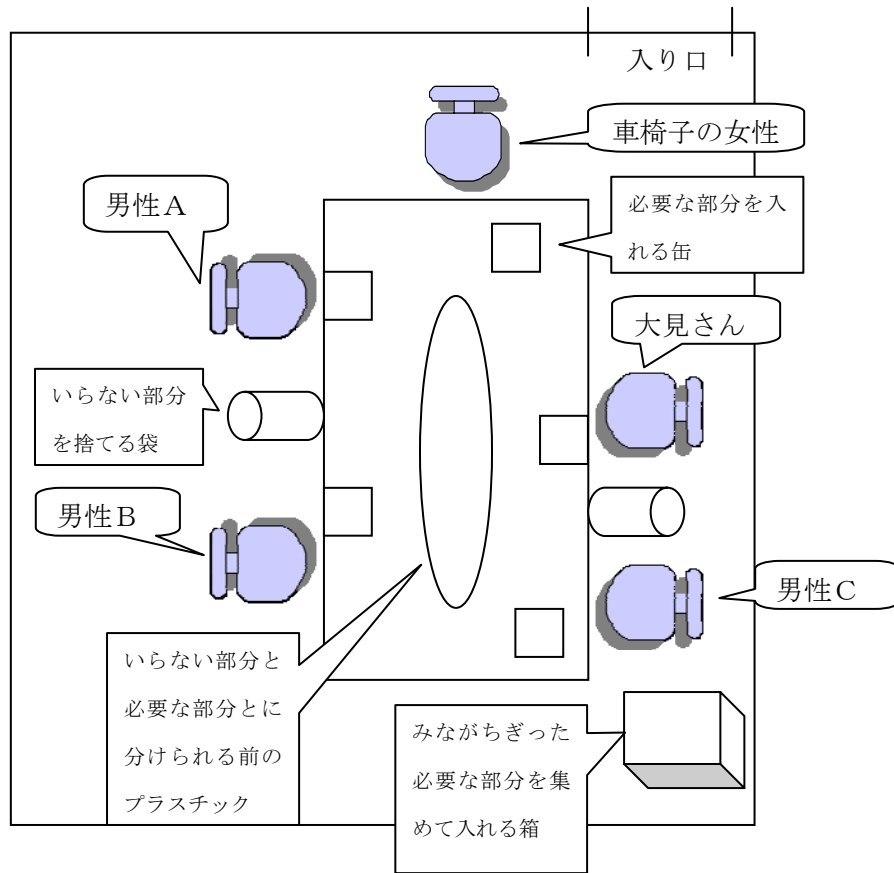 入り口
車椅子の女性
男性A
必要な部分を入
れる缶
大見さん
いらない部分
を捨てる袋
男性B
男性C
いらない部分と
必要な部分とに
分けられる前の
プラスチック
みながちぎった
必要な部分を集
めて入れる箱